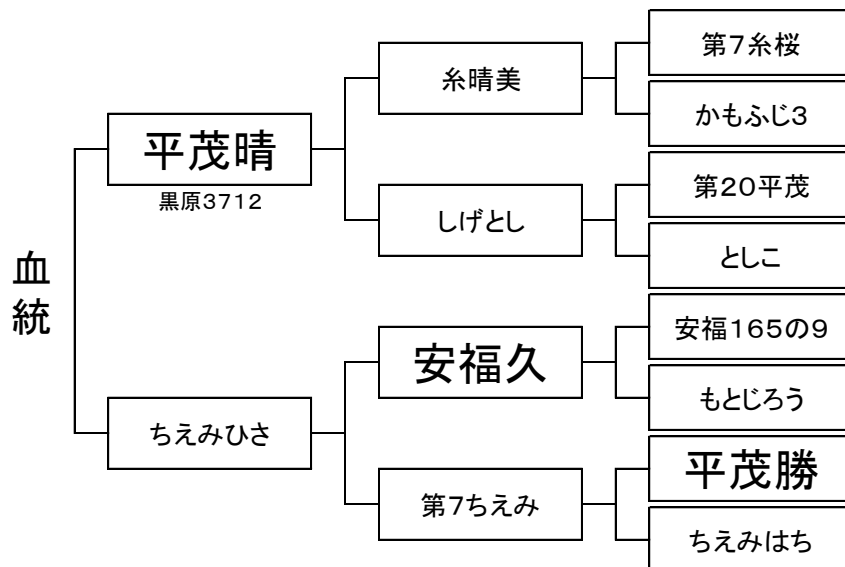 血統
平茂晴
黒原3712
ちえみひさ
糸晴美
しげとし
安福久
第7ちえみ
第7糸桜
かもふじ3
第20平茂
としこ
安福165の9
もとじろう
平茂勝
ちえみはち